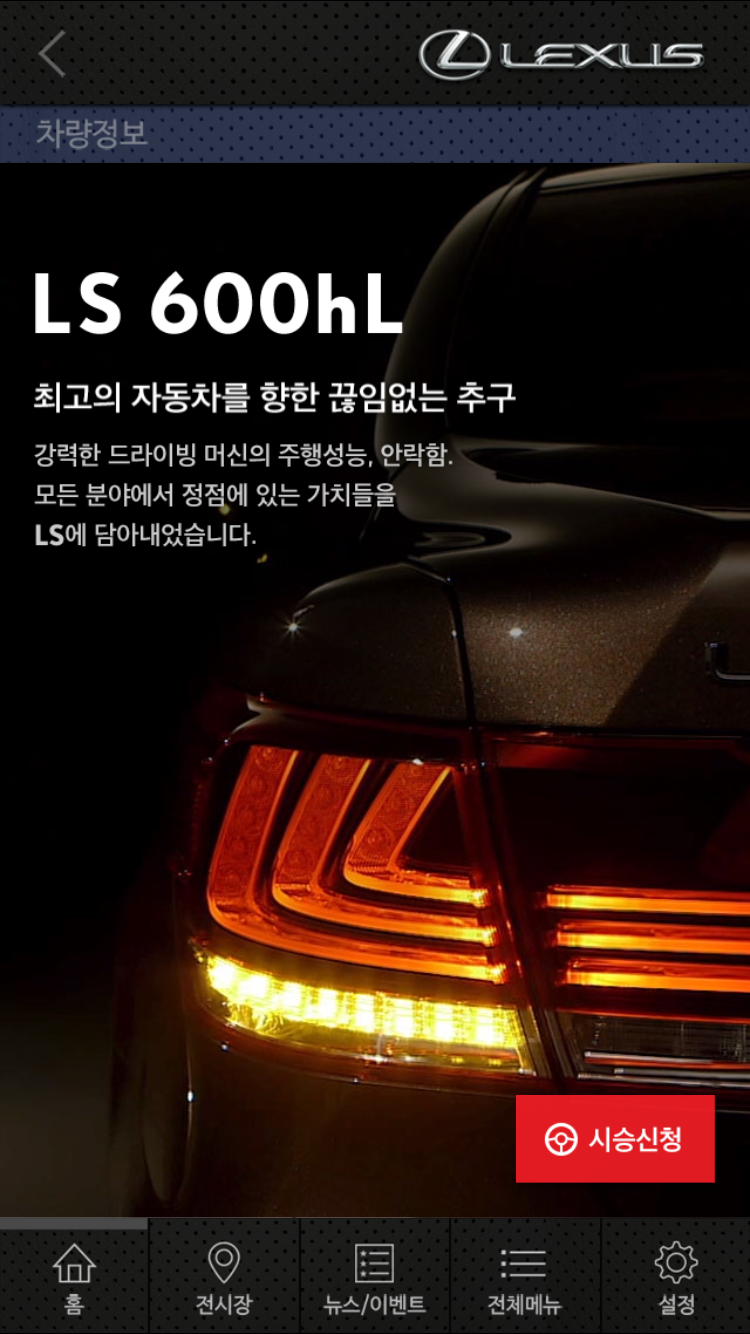 LEXUS
차량정보
LS 600hL
최고의 자동차를 향한 끊임없는 추구
강력한 드라이빙 머신의 주행성능, 안락함.
모든 분야에서 정점에 있는 가치들을
LS에 담아내었습니다.
시승신청
홈
전시장
뉴스/이벤트
전체메뉴
설정